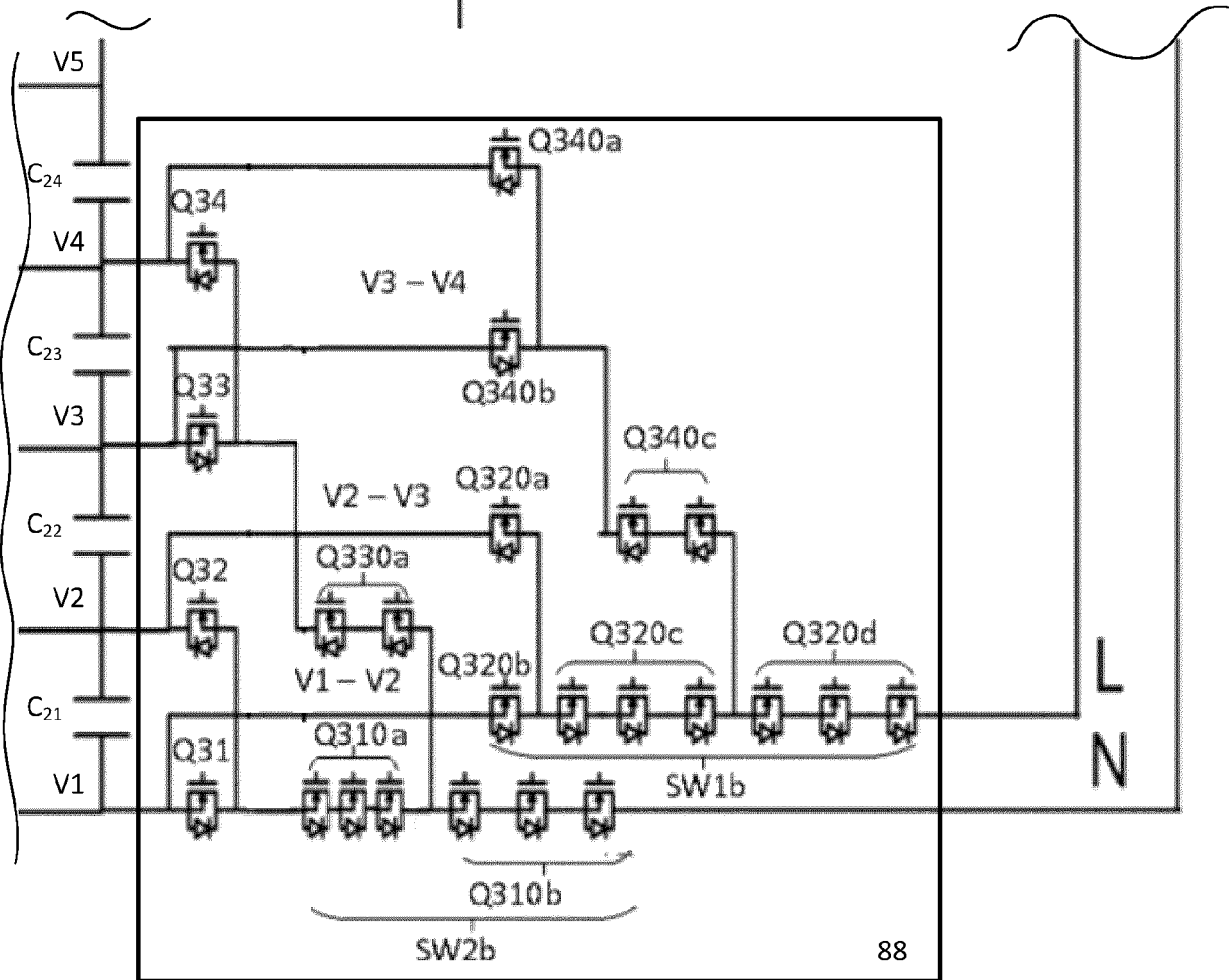 V5
Q340a
C24
Q34
V4
V3 – V4
C23
Q33
Q340b
V3
Q340c
Q320a
V2 – V3
C22
Q330a
Q32
V2
Q320c
Q320d
Q320b
V1 – V2
L
C21
Q310a
Q31
N
V1
SW1b
Q310b
SW2b
88